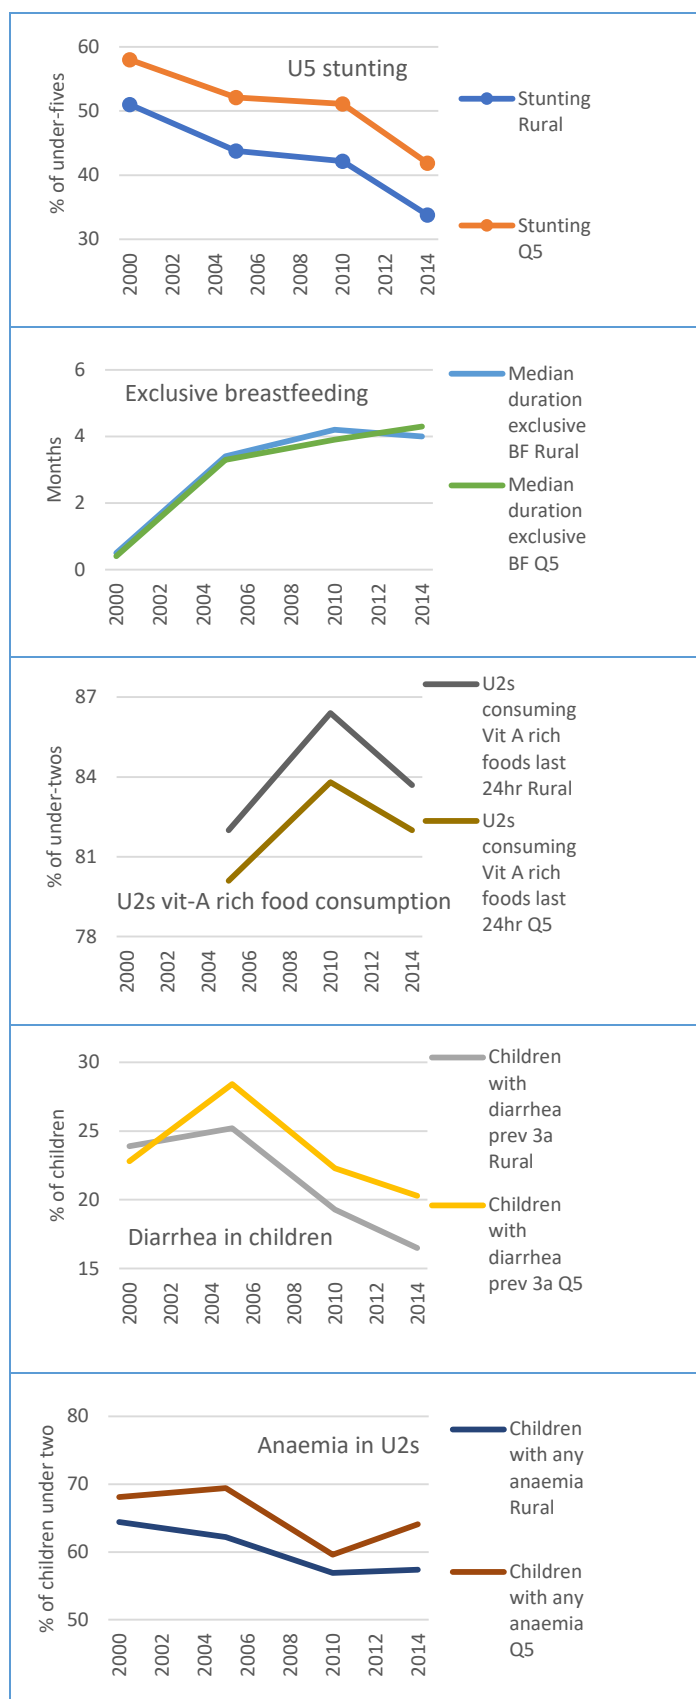 U5 stunting
% of under-fives
60
50
40
30
2000
2002
2004
2006
2008
2010
2012
2014
Stunting
Rural
Stunting
Q5
Exclusive breastfeeding
Months
6
4
2
0
2000
2002
2004
2006
2008
2010
2012
2014
Median
duration
exclusive
BF Rural
Median
duration
exclusive
BF Q5
% of under-twos
87
84
81
78
U2s vit-A rich food consumption
2000
2002
2004
2006
2008
2010
2012
2014
U2s
consuming
Vit A rich
foods last
24hr Rural
U2s
consuming
Vit A rich
foods last
24hr Q5
% of children
30
25
20
15
Diarrhea in children
2000
2002
2004
2006
2008
2010
2012
2014
Children
with
diarrhea
prev 3a
Rural
Children
with
diarrhea
prev 3a Q5
% of children under two
80
70
60
50
Anaemia in U2s
2000
2002
2004
2006
2008
2010
2012
2014
Children
with any
anaemia
Rural
Children
with any
anaemia
Q5